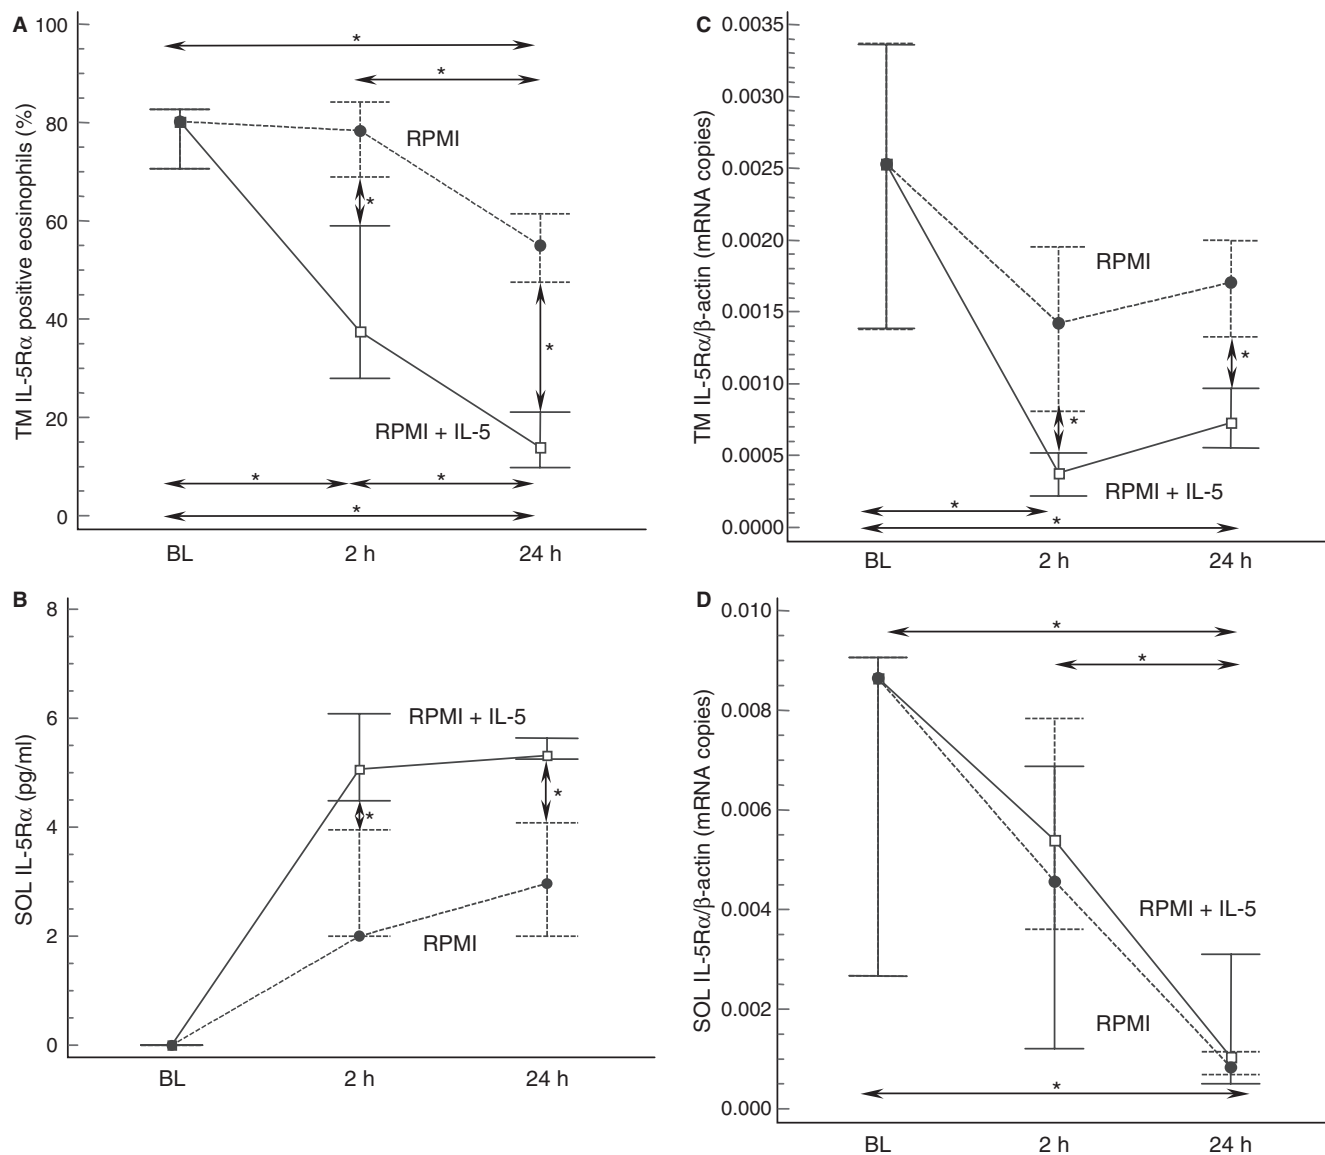 A
TM IL-5Rα positive eosinophils (%)
100
80
60
40
20
0
*
*
RPMI
*
*
RPMI + IL-5
*
*
*
BL
2 h
24 h
B
SOL IL-5Rα (pg/ml)
8
6
4
2
0
RPMI + IL-5
*
*
RPMI
BL
2 h
24 h
C
TM IL-5Rα/β-actin (mRNA copies)
0.0035
0.0030
0.0025
0.0020
0.0015
0.0010
0.0005
0.0000
RPMI
*
*
RPMI + IL-5
*
*
BL
2 h
24 h
D
SOL IL-5Rα/β-actin (mRNA copies)
0.010
0.008
0.006
0.004
0.002
0.000
*
*
RPMI + IL-5
RPMI
*
BL
2 h
24 h